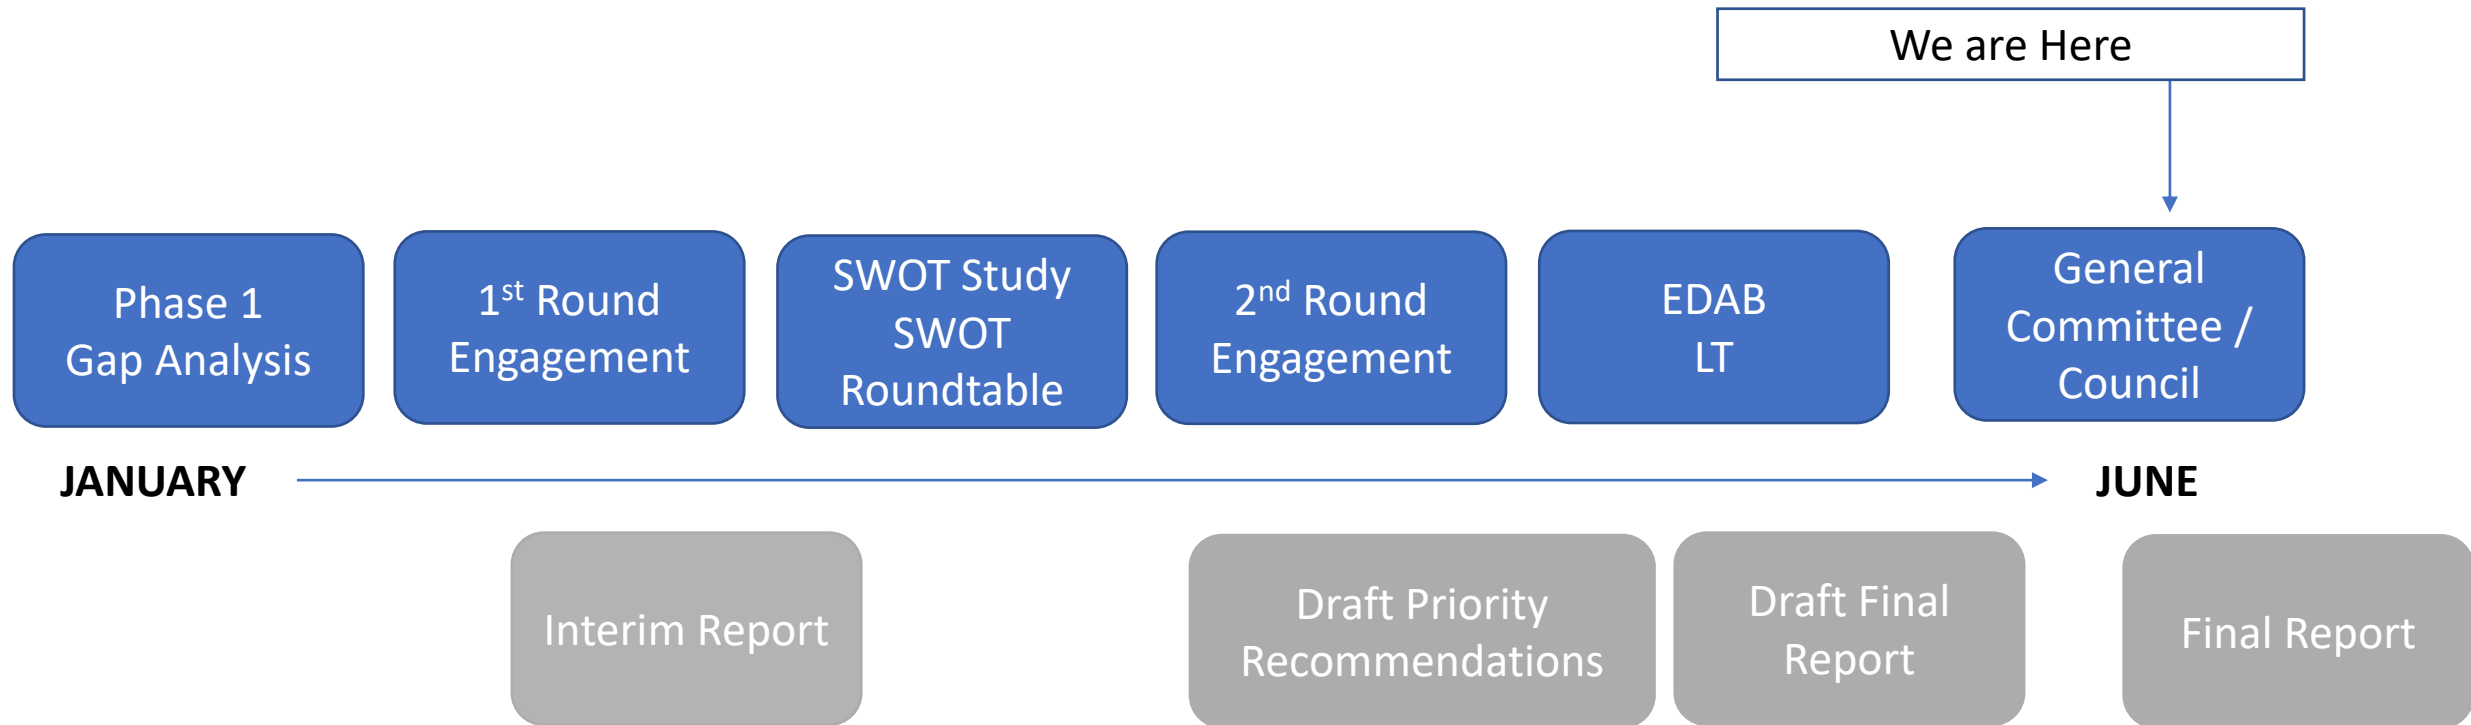 We are Here
Phase 1
Gap Analysis
1st Round
Engagement
SWOT Study
SWOT
Roundtable
2nd Round
Engagement
EDAB
LT
General
Committee /
Council
JANUARY
JUNE
Interim Report
Draft Priority
Recommendations
Draft Final
Report
Final Report